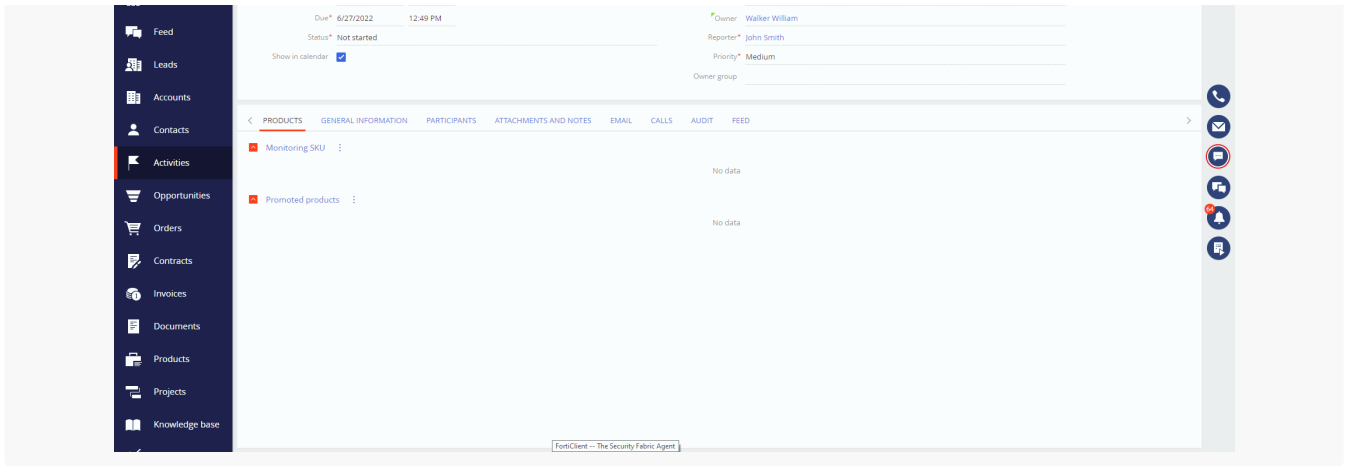 Due* 6/27/2022 12:49 PM
Owner Walker William
Status* Not started
Reporter* John Smith
Show in calendar
Priority* Medium
Owner group
Feed
Leads
Accounts
Contacts
Activities
Opportunities
Orders
Contracts
Invoices
Documents
Products
Projects
Knowledge base
PRODUCTS GENERAL INFORMATION PARTICIPANTS ATTACHMENTS AND NOTES EMAIL CALLS AUDIT FEED
Monitoring SKU
No data
Promoted products
No data
64
FortiClient -- The Security Fabric Agent